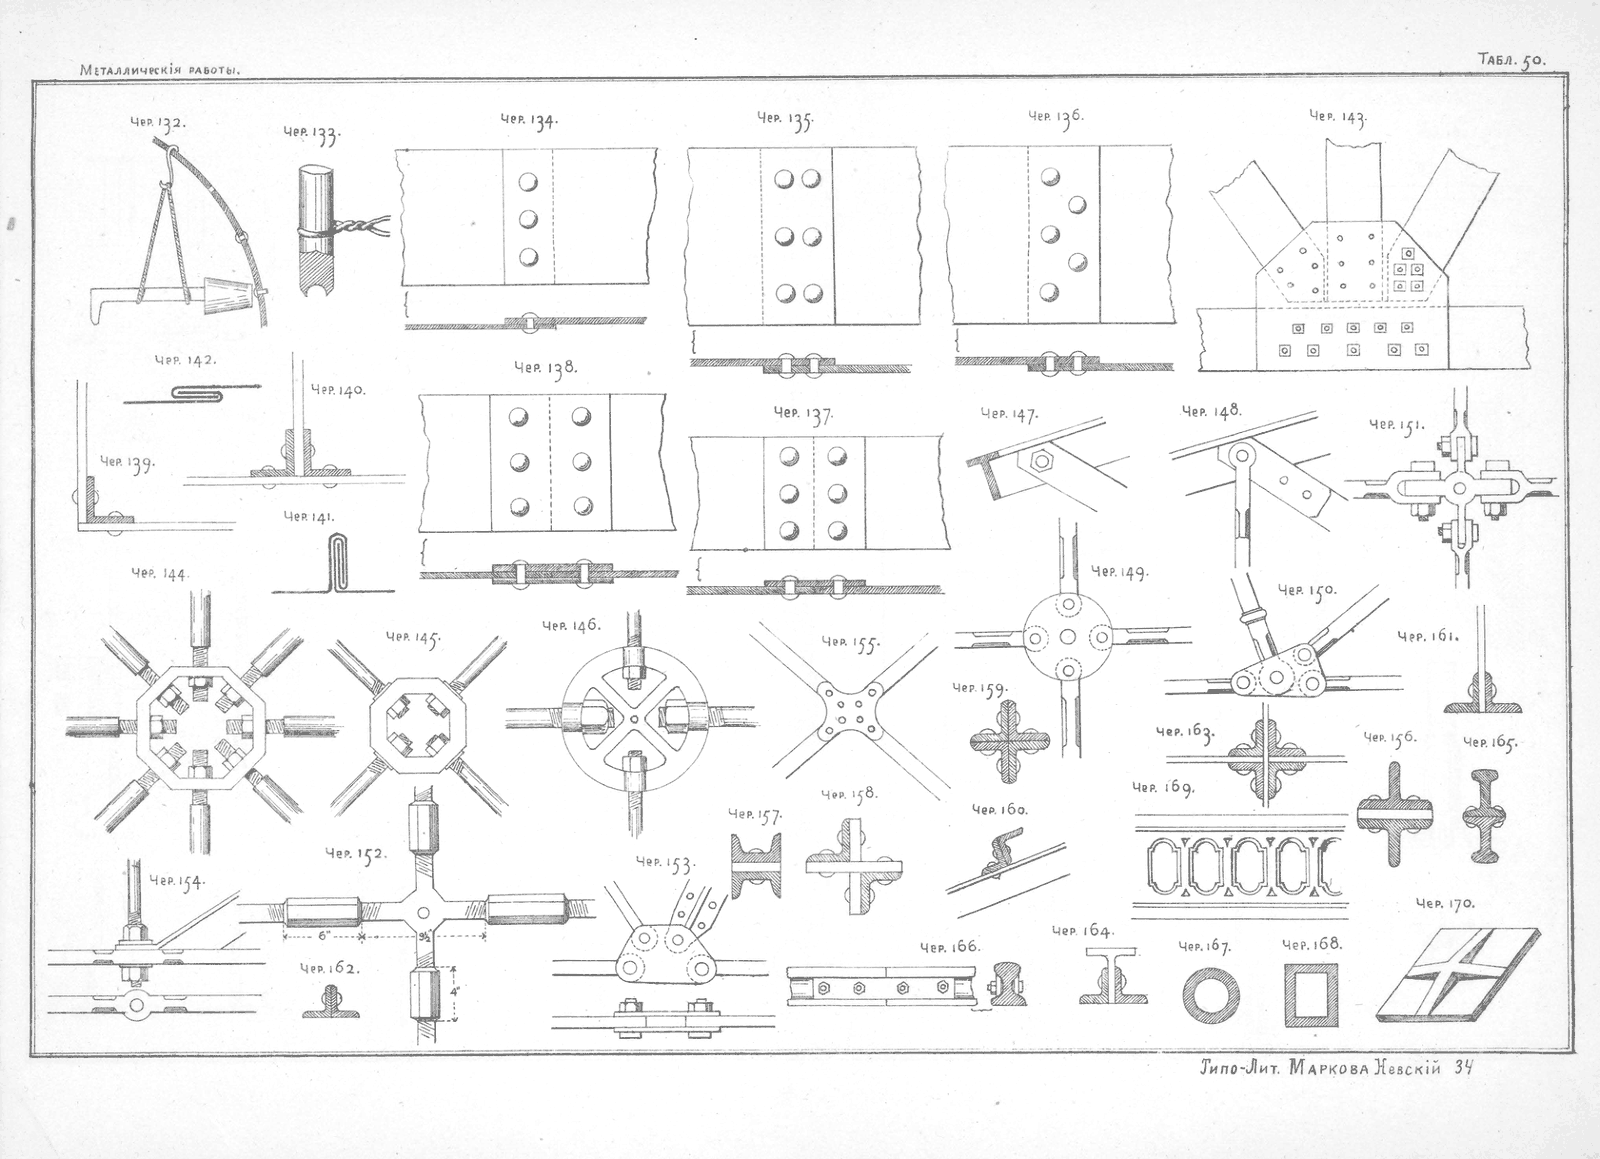 Металлическія работы.
Табл. 50.
Чер. 132.
Чер. 133.
Чер. 134.
Чер. 135.
Чер. 136.
Чер. 143.
Чер. 142.
Чер. 140.
Чер. 139.
Чер. 141.
Чер. 138.
Чер. 137.
Чер. 147.
Чер. 148.
Чер. 151.
Чер. 144.
Чер. 145.
Чер. 146.
Чер. 155.
Чер. 149.
Чер. 150.
Чер. 161.
Чер. 159.
Чер. 163.
Чер. 156.
Чер. 165.
Чер. 169.
Чер. 157.
Чер. 158.
Чер. 160.
Чер. 152.
Чер. 153.
Чер. 154.
6"
9½"
4"
Чер. 162.
Чер. 166.
Чер. 164.
Чер. 167.
Чер. 168.
Чер. 170.
Типо-Лит. Маркова Невскій 34